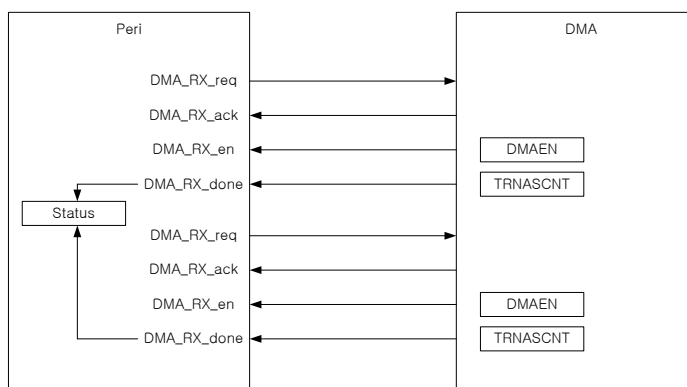 Peri
DMA
DMA_RX_req
DMA_RX_ack
DMA_RX_en
DMAEN
DMA_RX_done
TRNASCNT
Status
DMA_RX_req
DMA_RX_ack
DMA_RX_en
DMAEN
DMA_RX_done
TRNASCNT